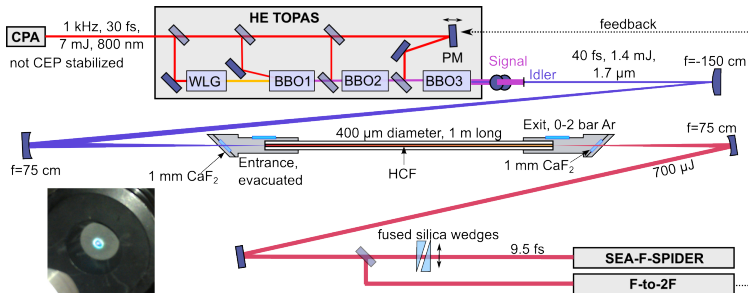 HE TOPAS
CPA
1 kHz, 30 fs,
7 mJ, 800 nm
not CEP stabilized
PM
feedback
WLG
BBO1
BBO2
BBO3
Signal
Idler
40 fs, 1.4 mJ,
1.7 µm
f=-150 cm
f=75 cm
1 mm CaF2
Entrance,
evacuated
400 µm diameter, 1 m long
HCF
Exit, 0-2 bar Ar
1 mm CaF2
f=75 cm
700 µJ
fused silica wedges
9.5 fs
SEA-F-SPIDER
F-to-2F